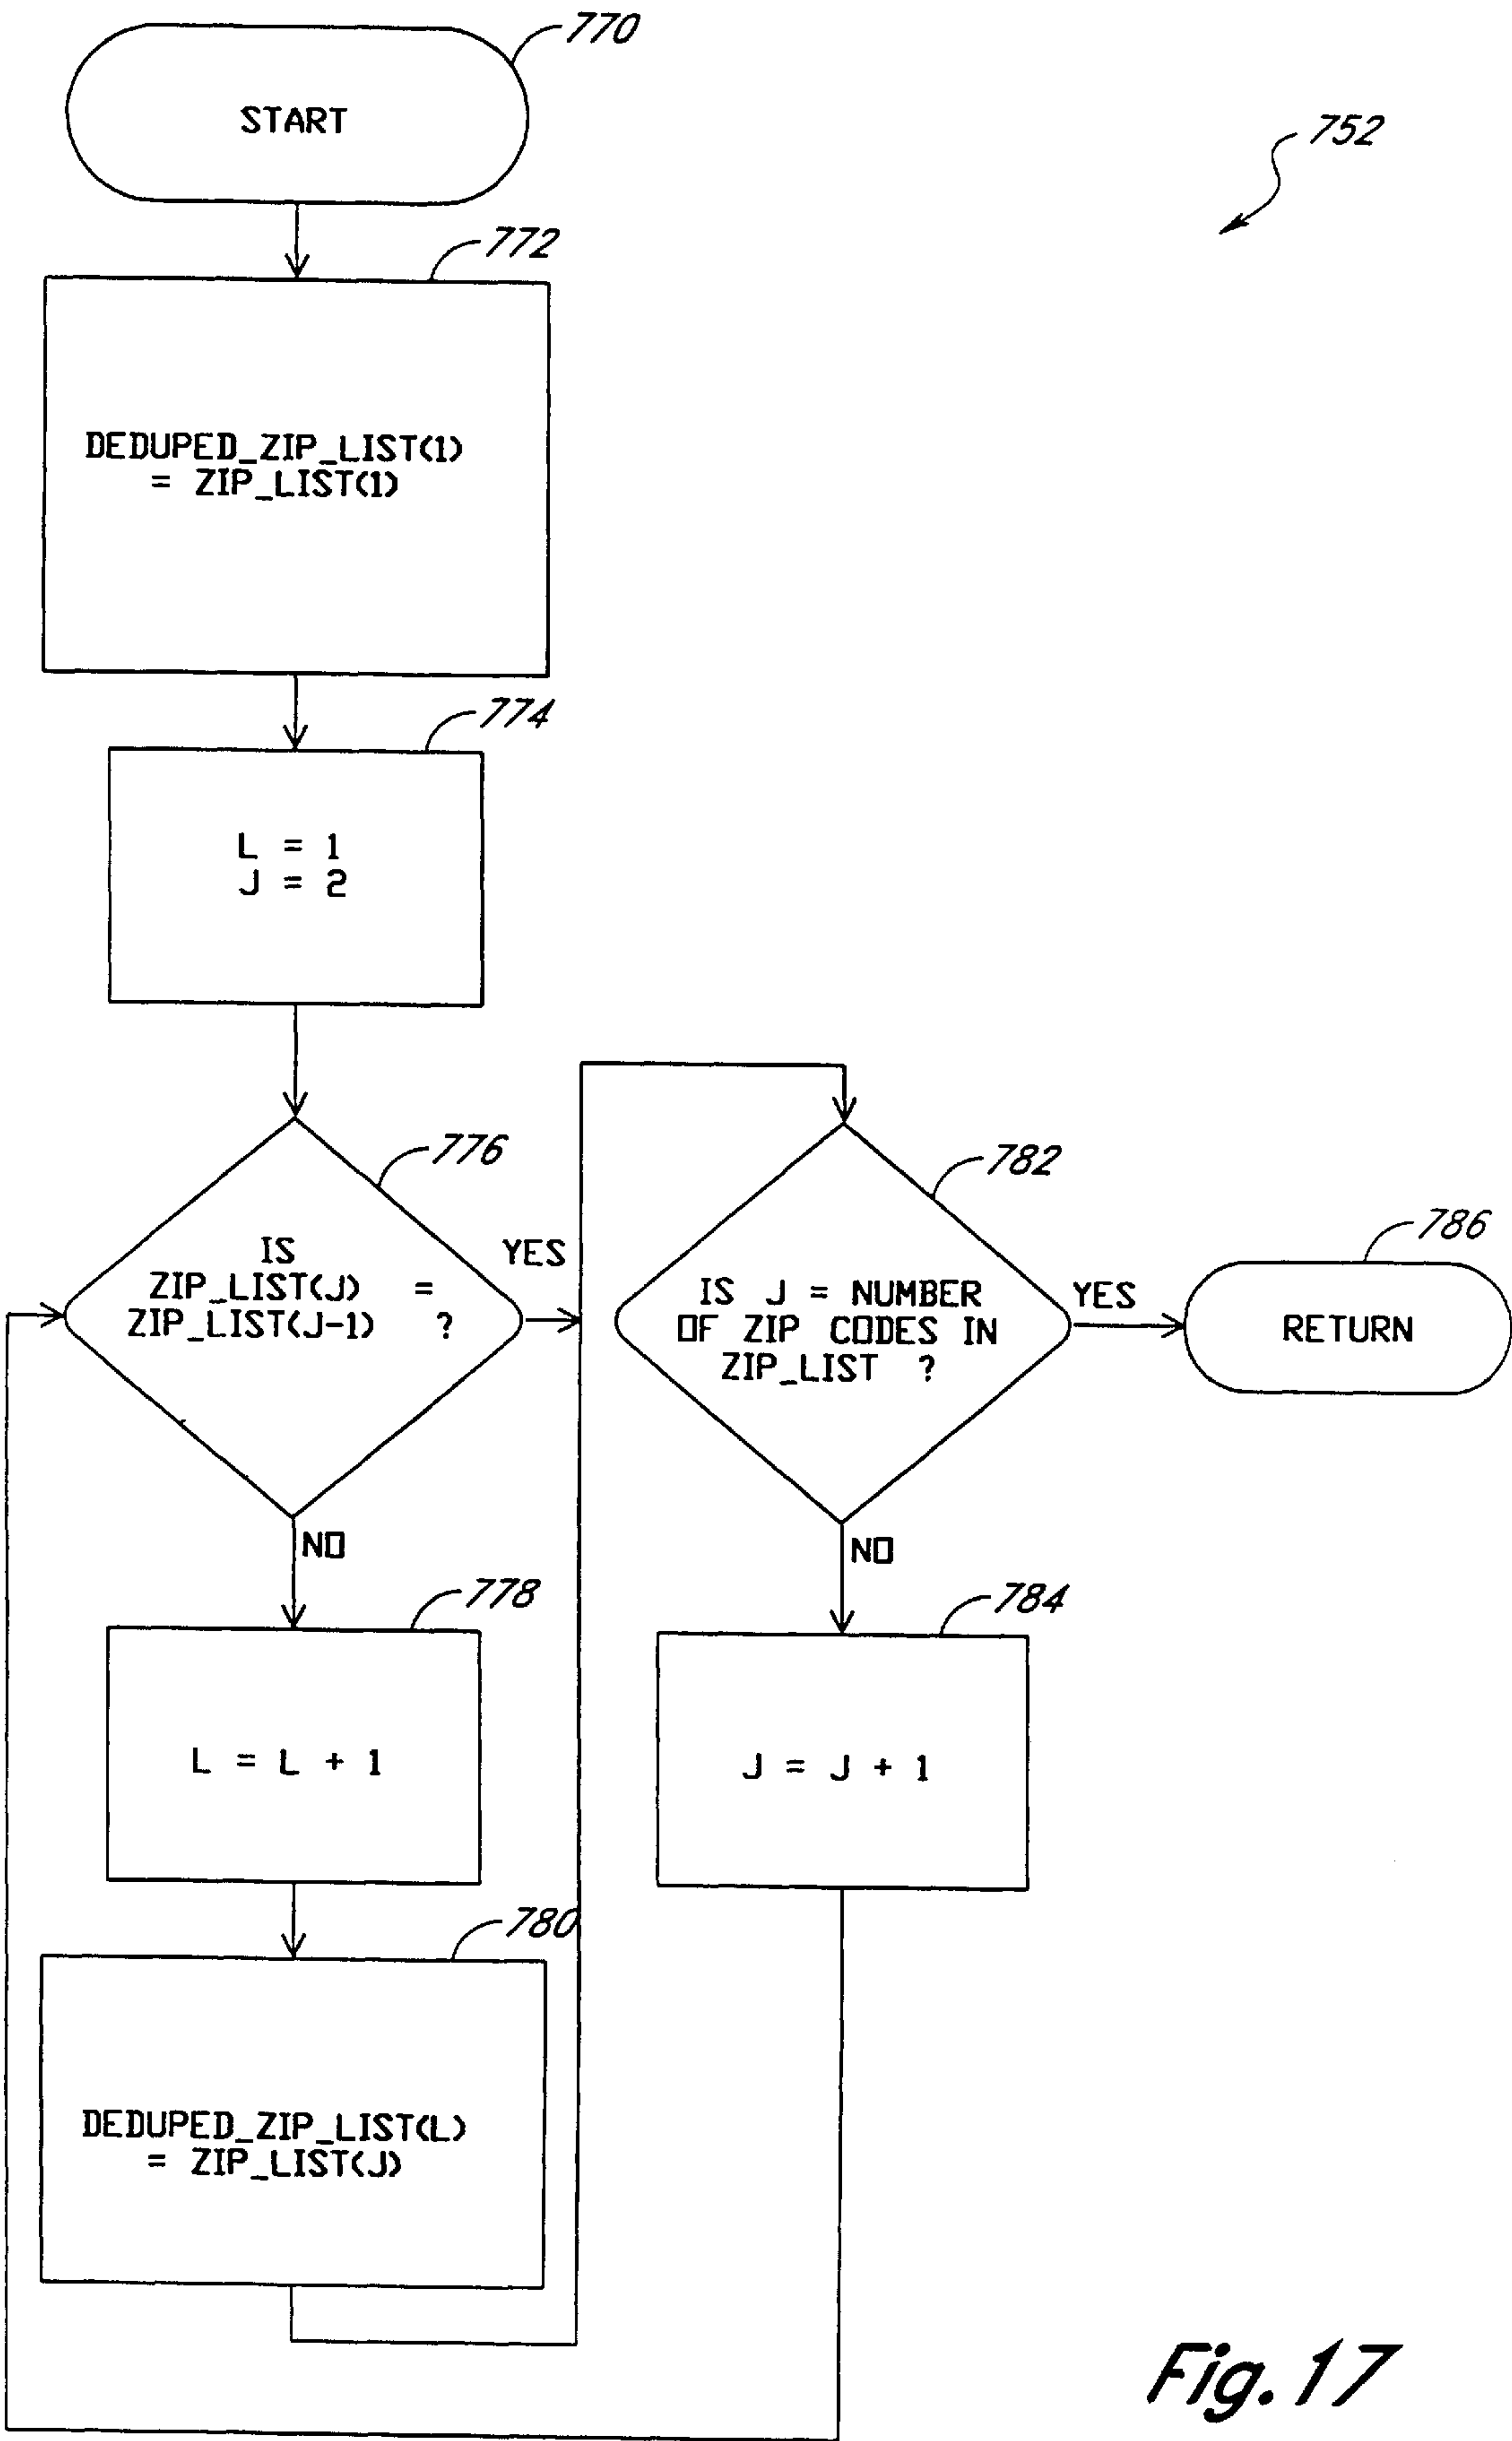 770
START
752
772
DEDUPED_ZIP_LIST(1)
= ZIP_LIST(1)
774
L = 1
J = 2
776
IS
ZIP_LIST(J) =
ZIP_LIST(J-1) ?
YES
NO
778
L = L + 1
780
DEDUPED_ZIP_LIST(L)
= ZIP_LIST(J)
782
IS J = NUMBER
OF ZIP CODES IN
ZIP_LIST ?
YES
NO
784
J = J + 1
786
RETURN
Fig. 17